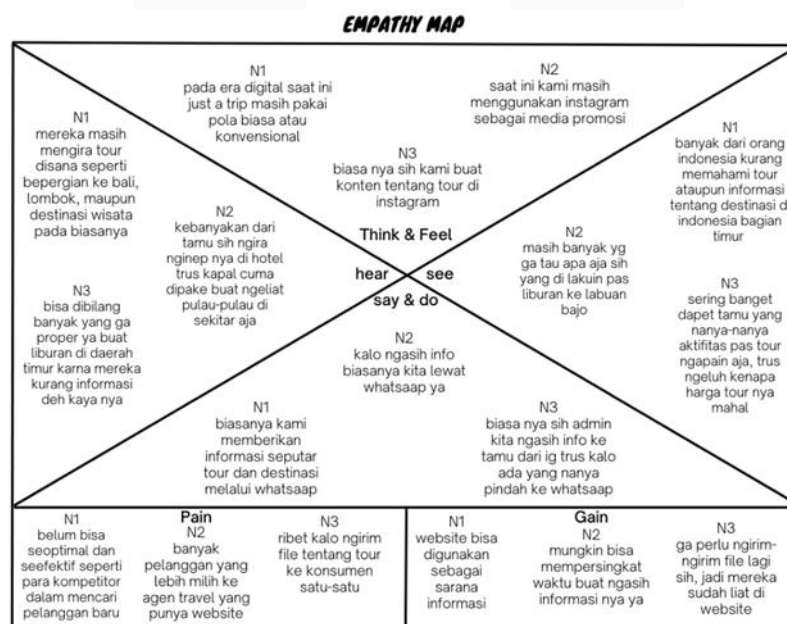 EMPATHY MAP
N1
pada era digital saat ini
just a trip masih pakai
pola biasa atau
konvensional
N2
saat ini kami masih
menggunakan instagram
sebagai media promosi
N3
biasa nya sih kami buat
konten tentang tour di
instagram
Think & Feel
N1
mereka masih
mengira tour
disana seperti
bepergian ke bali,
lombok, maupun
destinasi wisata
pada biasanya
N2
kebanyakan dari
tamu sih ngira
nginep nya di hotel
trus kapal cuma
dipake buat ngeliat
pulau-pulau di
sekitar aja
N3
bisa dibilang
banyak yang ga
proper ya buat
liburan di daerah
timur karna mereka
kurang informasi
deh kaya nya
hear
see
N1
banyak dari orang
indonesia kurang
memahami tour
ataupun informasi
tentang destinasi di
indonesia bagian
timur
N2
masih banyak yg
ga tau apa aja sih
yang di lakuin pas
liburan ke labuan
bajo
N3
sering banget
dapet tamu yang
nanya-nanya
aktifitas pas tour
ngapain aja, trus
ngeluh kenapa
harga tour nya
mahal
say & do
N2
kalo ngasih info
biasanya kita lewat
whatsaap ya
N1
biasanya kami
memberikan
informasi seputar
tour dan destinasi
melalui whatsaap
N3
biasa nya sih admin
kita ngasih info ke
tamu dari ig trus kalo
ada yang nanya
pindah ke whatsaap
Pain
N1
belum bisa
seoptimal dan
seefektif seperti
para kompetitor
dalam mencari
pelanggan baru
N2
banyak
pelanggan yang
lebih milih ke
agen travel yang
punya website
N3
ribet kalo ngirim
file tentang tour
ke konsumen
satu-satu
Gain
N1
website bisa
digunakan
sebagai
sarana
informasi
N2
mungkin bisa
mempersingkat
waktu buat ngasih
informasi nya ya
N3
ga perlu ngirim-
ngirim file lagi
sih, jadi mereka
sudah liat di
website